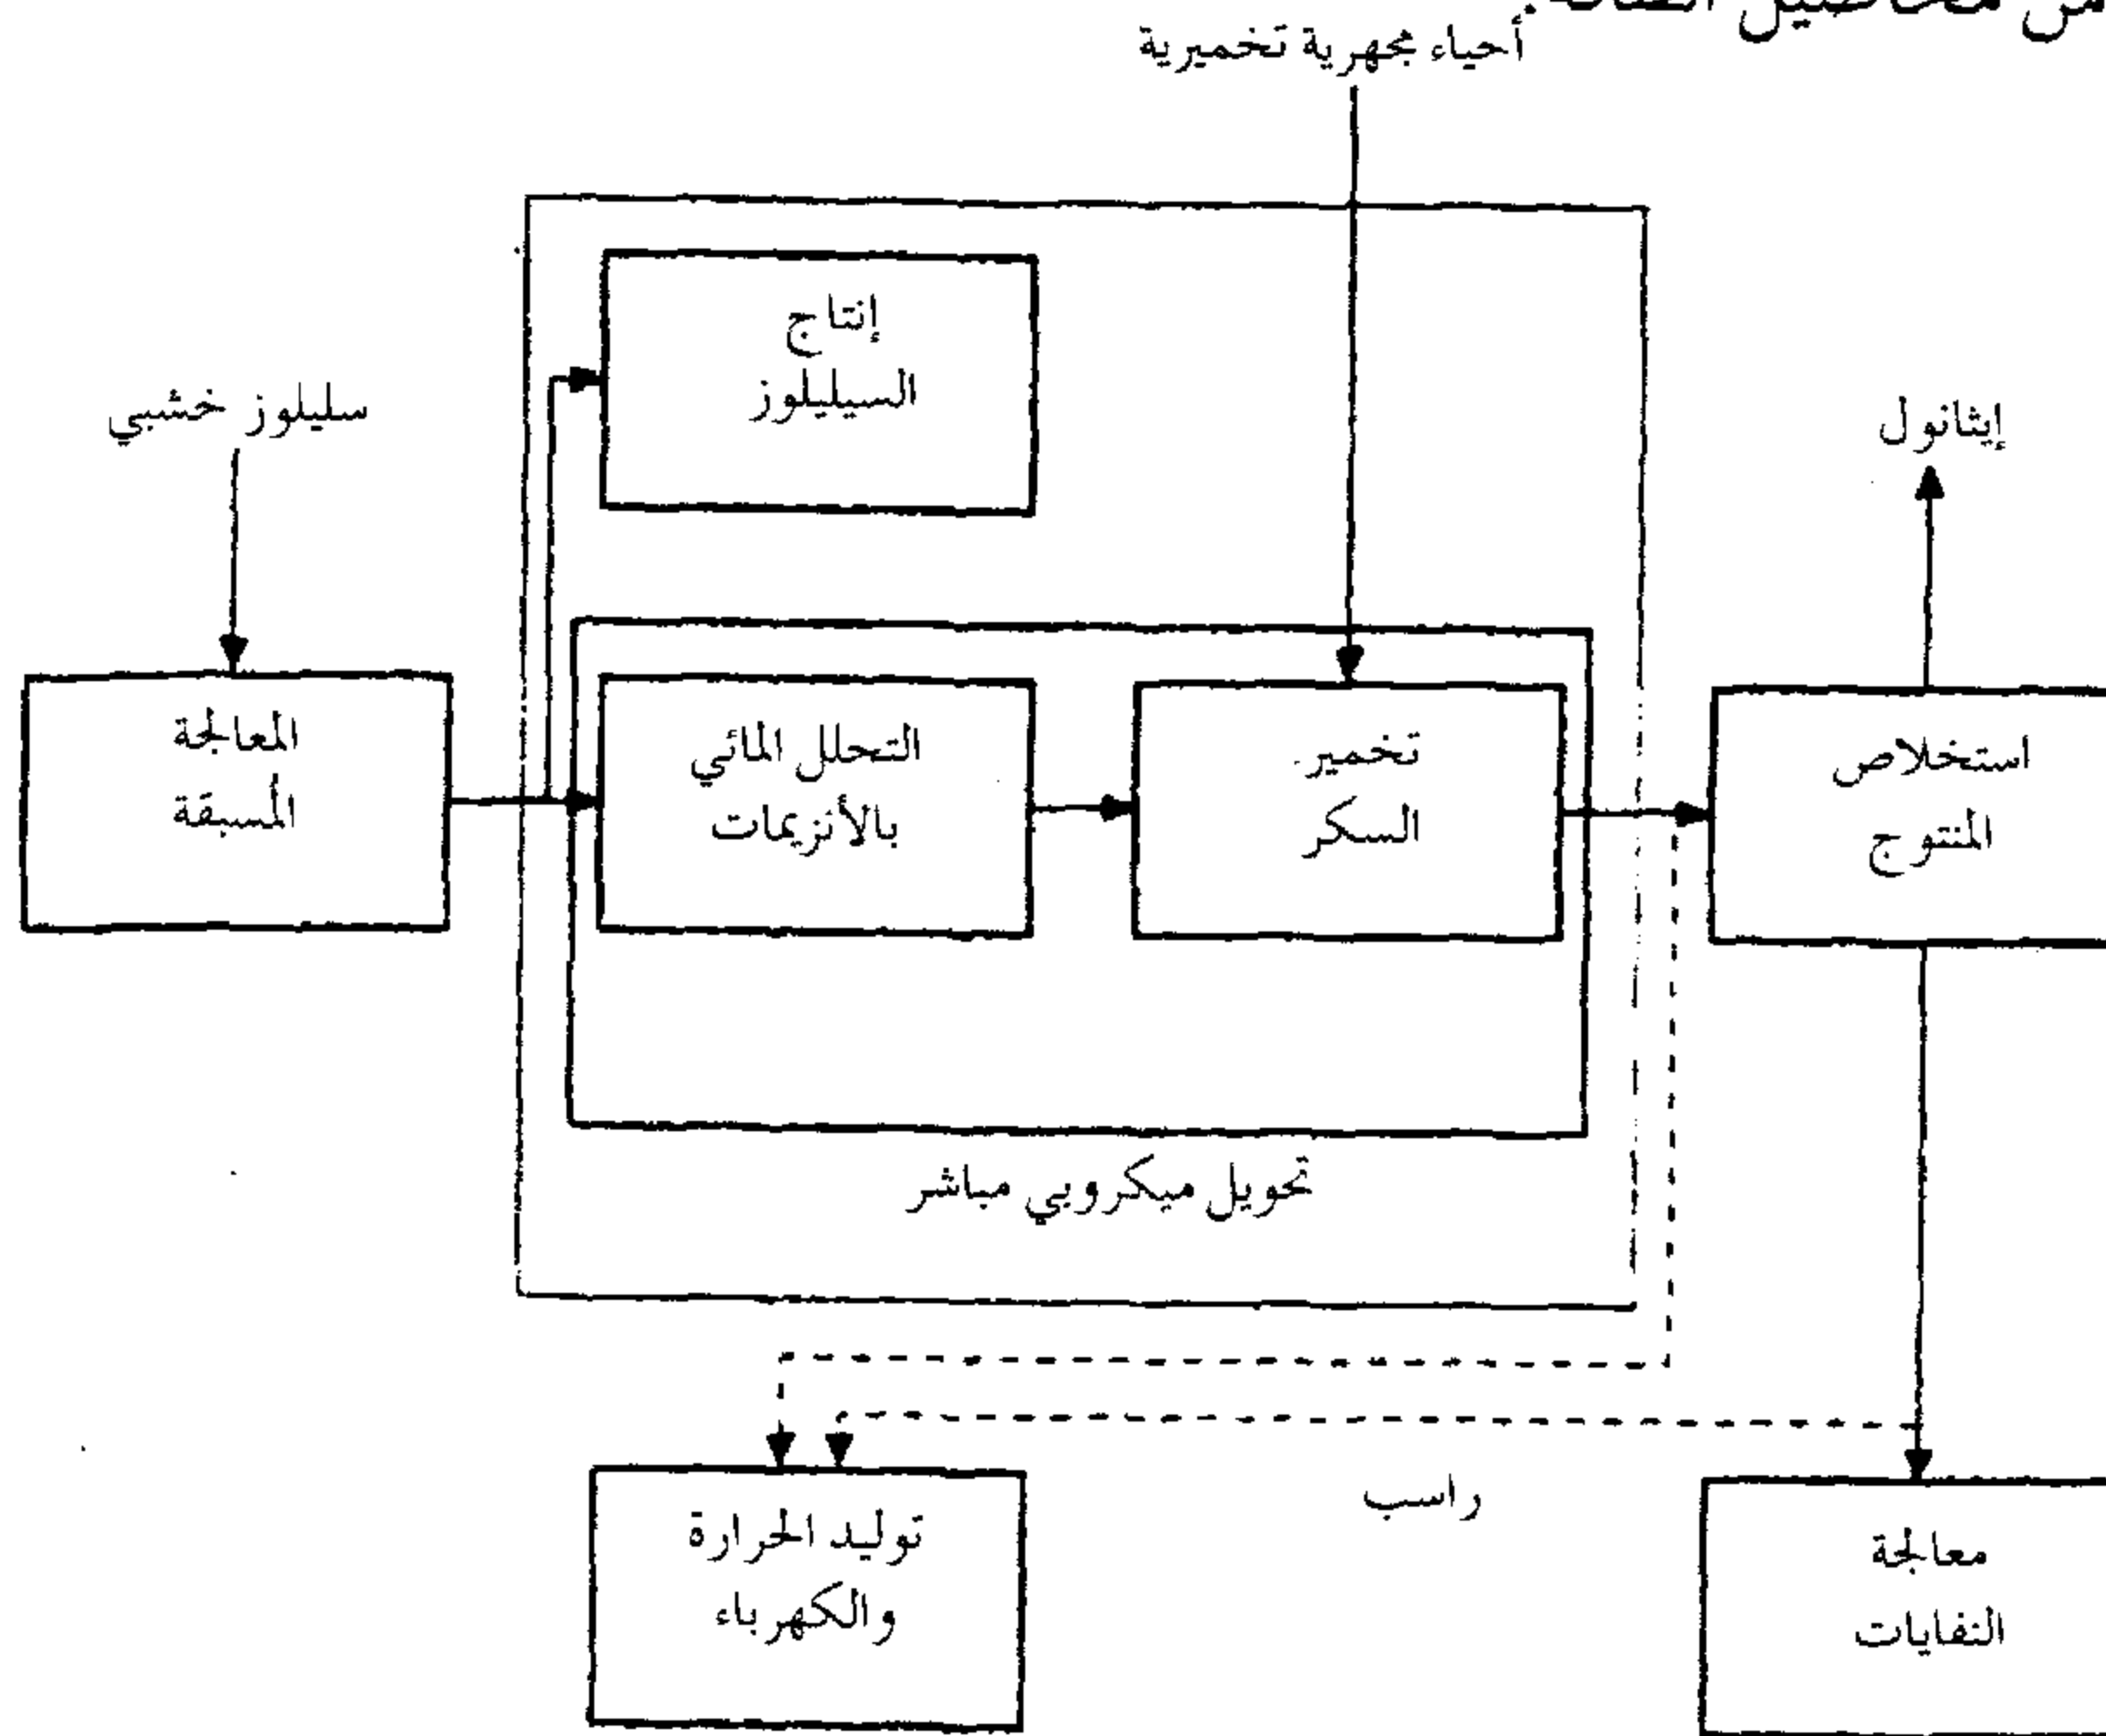 أحياء مجهرية تخميرية
إنتاج
السيليلوز
سليلوز خشبي
إيثانول
المعالجة
المسبقة
التحلل المائي
بالأنزيمات
تخمير
السكر
استخلاص
المنتوج
تحويل ميكروبي مباشر
راسب
توليد الحرارة
والكهرباء
معالجة
النفايات